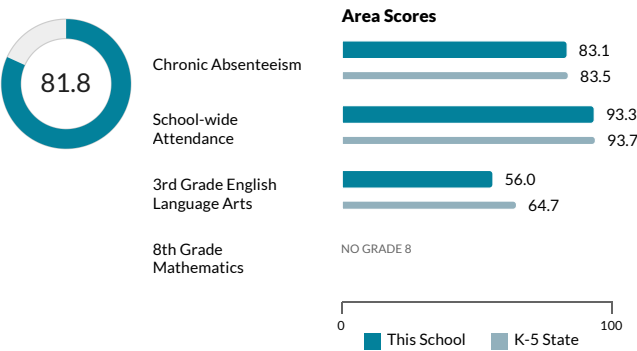 Area Scores
81.8
Chronic Absenteeism
83.1
83.5
School-wide
Attendance
93.3
93.7
3rd Grade English
Language Arts
56.0
64.7
8th Grade
Mathematics
NO GRADE 8
0
100
This School
K-5 State